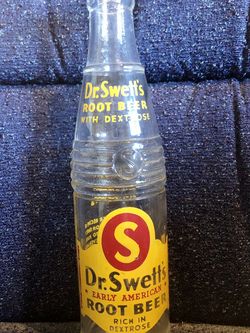 Dr. Swett's
ROOT BEER
WITH DEXTROSE
S
Dr. Swett's
EARLY AMERICAN
ROOT BEER
RICH IN
DEXTROSE